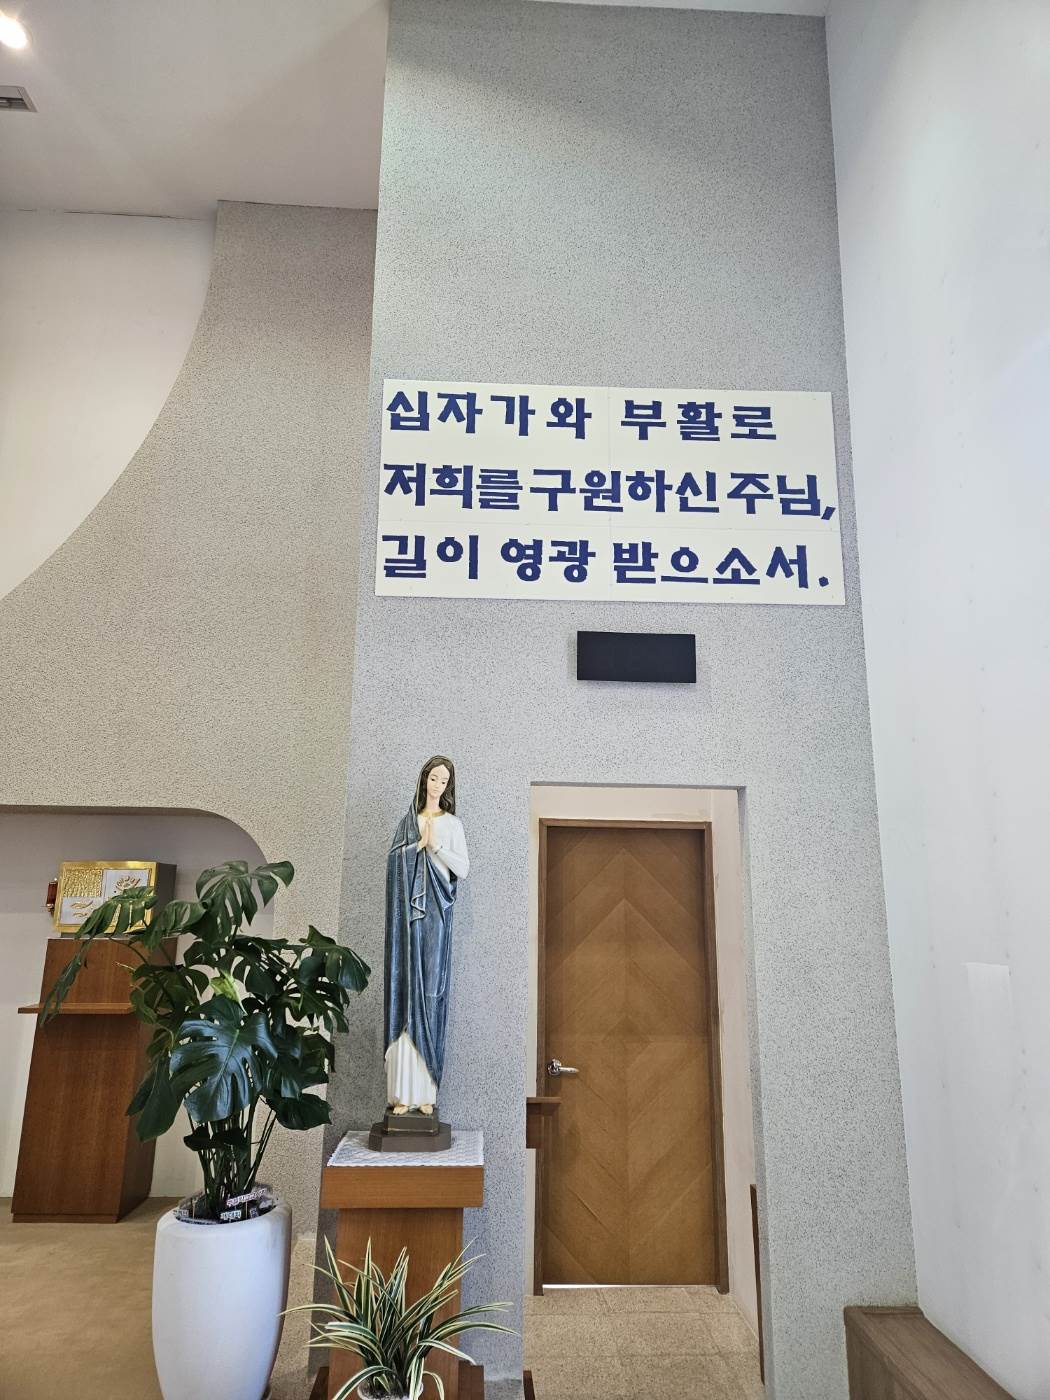 십자가와 부활로
저희를 구원하신 주님,
길이 영광 받으소서.